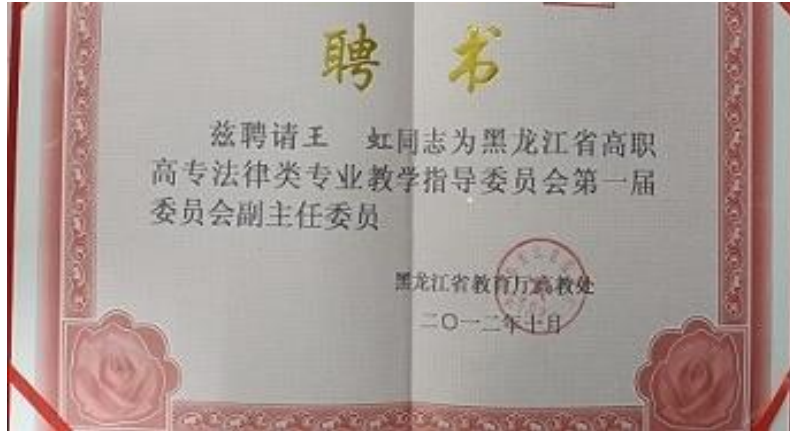 聘 书
兹聘请王 虹同志为黑龙江省高职
高专法律类专业教学指导委员会第一届
委员会副主任委员
黑龙江省教育厅高教处
二〇一二年十月